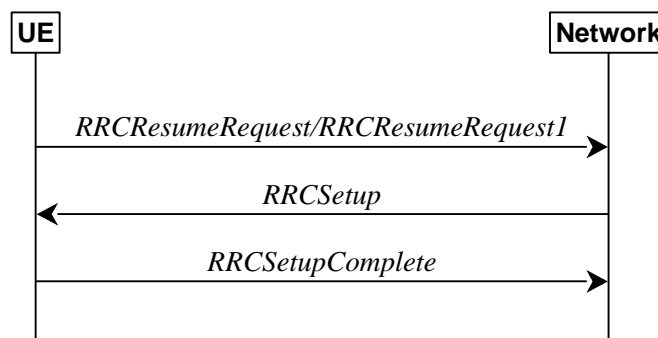 UE
Network
RRCResumeRequest/RRCResumeRequest1
RRCSetup
RRCSetupComplete